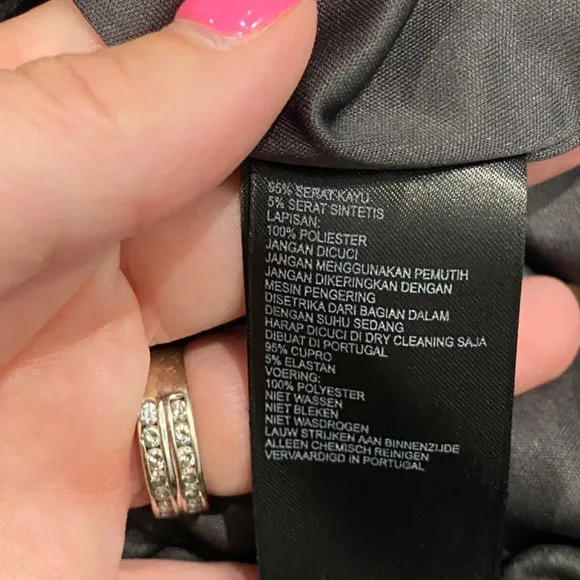 95% SERAT KAYU
5% SERAT SINTETIS
LAPISAN:
100% POLIESTER
JANGAN DICUCI
JANGAN MENGGUNAKAN PEMUTIH
JANGAN DIKERINGKAN DENGAN
MESIN PENGERING
DISETRIKA DARI BAGIAN DALAM
DENGAN SUHU SEDANG
HARAP DICUCI DI DRY CLEANING SAJA
DIBUAT DI PORTUGAL
95% CUPRO
5% ELASTAN
VOERING:
100% POLYESTER
NIET WASSEN
NIET BLEKEN
NIET WASDROGEN
LAUW STRIJKEN AAN BINNENZIJDE
ALLEEN CHEMISCH REINIGEN
VERVAARDIGD IN PORTUGAL